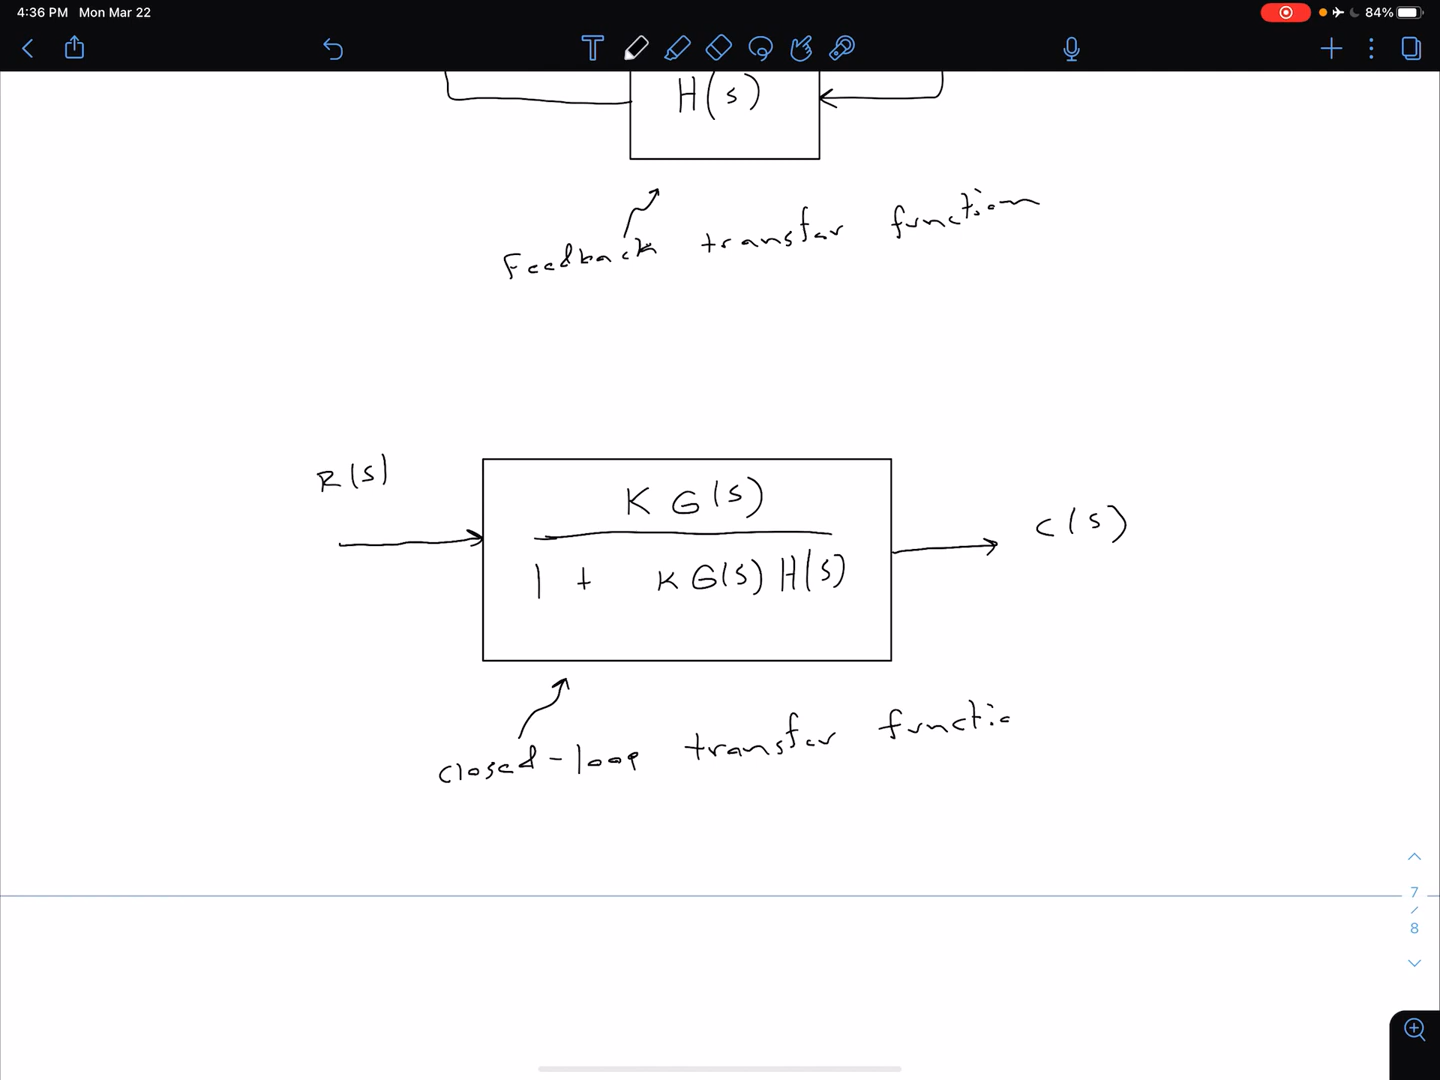 4:36 PM Mon Mar 22
84%
T
H(s)
Feedback transfer function
R(s)
K G(s)
1 + K G(s) H(s)
C(s)
closed-loop transfer functio
7
/
8